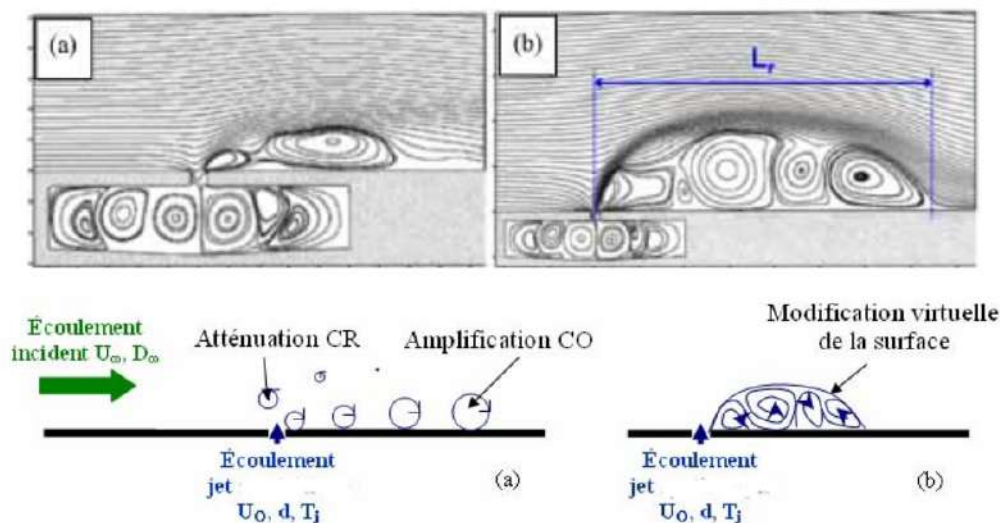 (a)
(b)
Lᵣ
Écoulement
incident U∞, D∞
Atténuation CR
Amplification CO
Modification virtuelle
de la surface
Écoulement
jet
U₀, d, Tⱼ
(a)
Écoulement
jet
U₀, d, Tⱼ
(b)